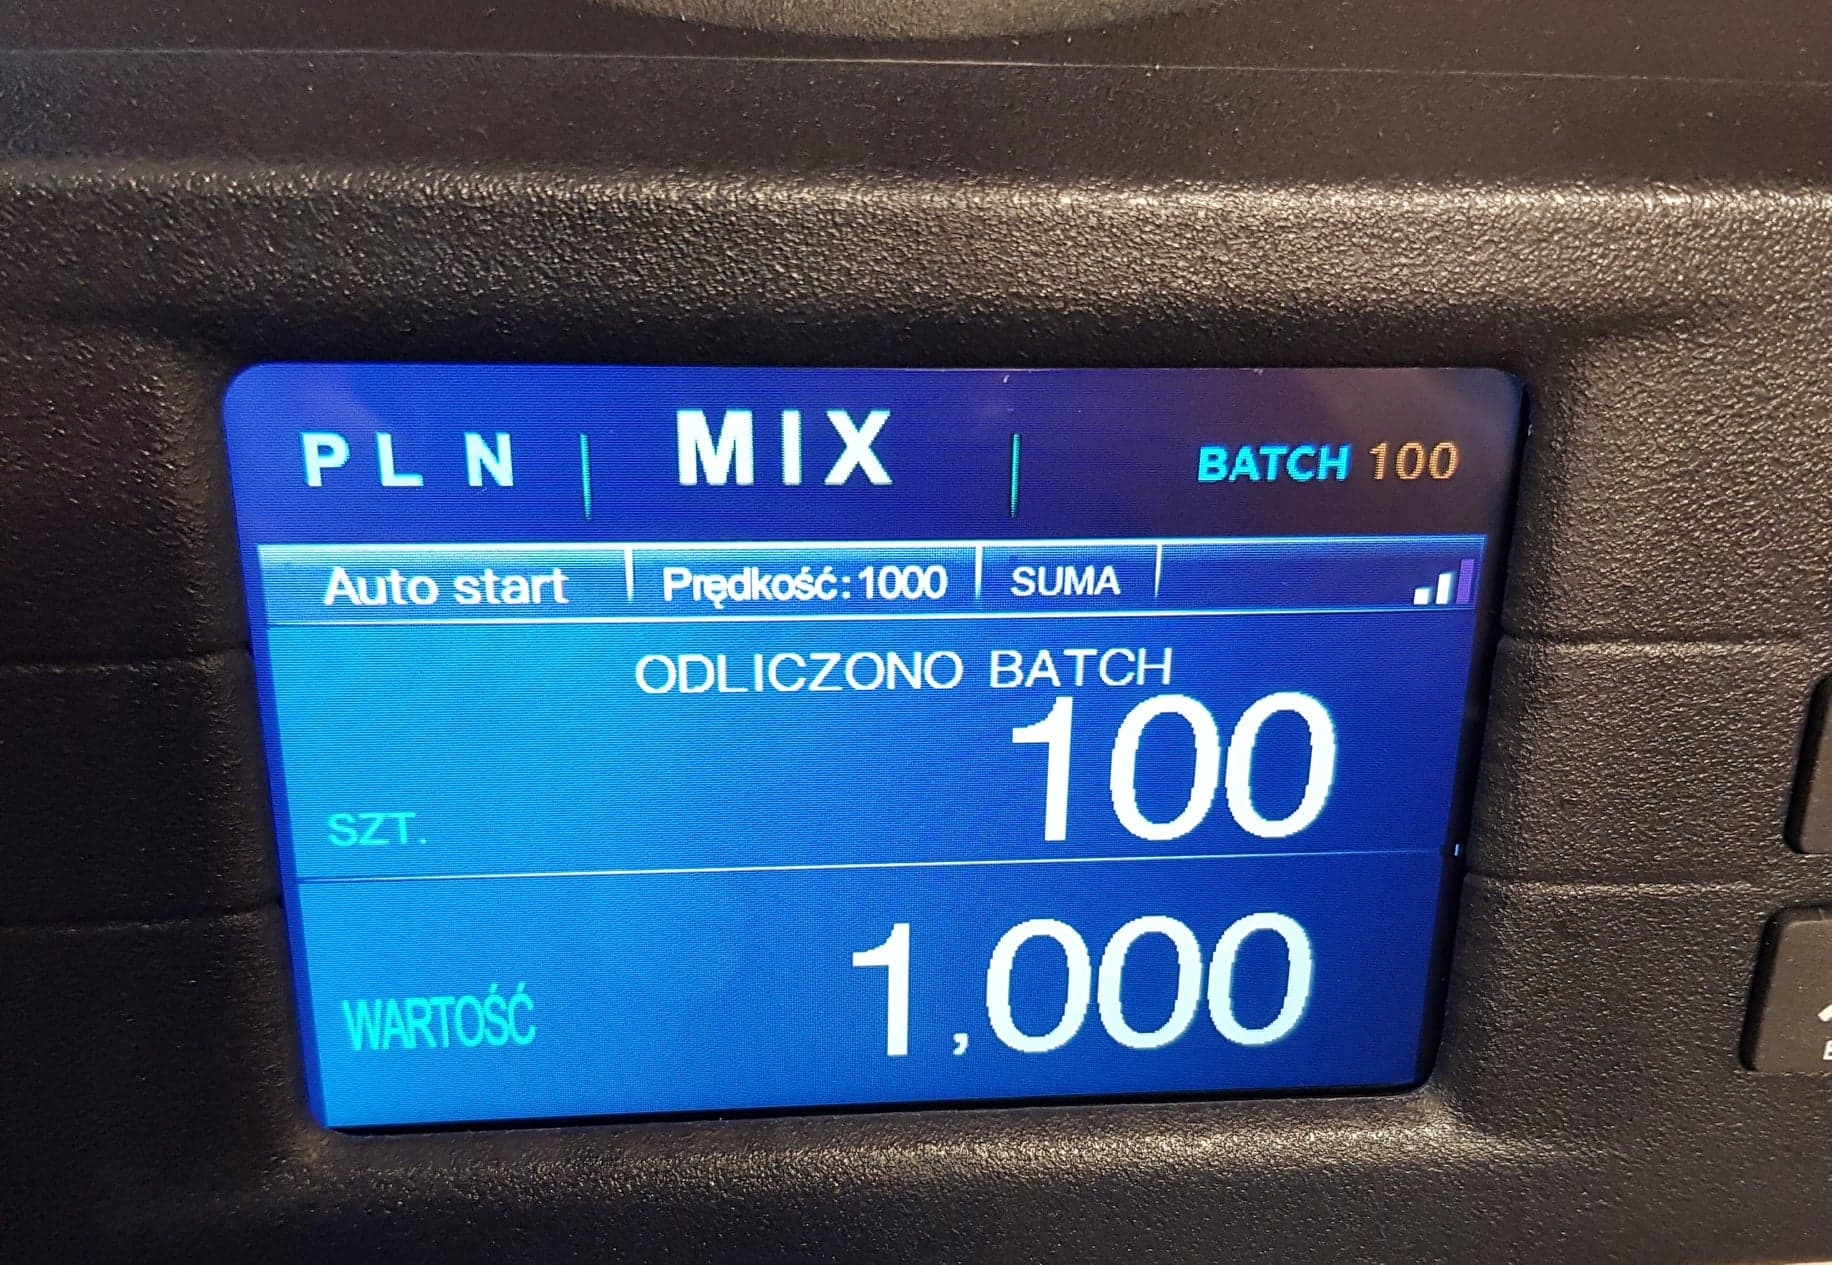 PLN MIX BATCH 100
Auto start Prędkość:1000 SUMA
ODLICZONO BATCH
100
SZT.
1,000
WARTOŚĆ